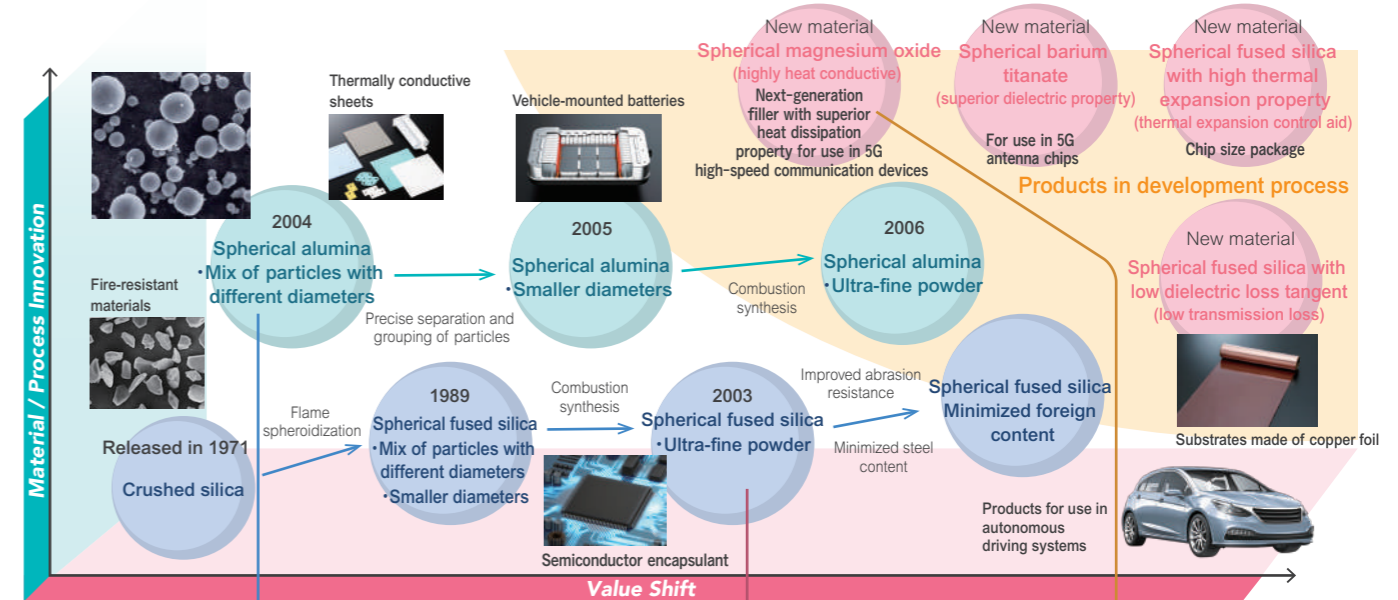 New material
Spherical magnesium oxide
(highly heat conductive)
Next-generation
filler with superior
heat dissipation
property for use in 5G
high-speed communication devices
New material
Spherical barium
titanate
(superior dielectric property)
For use in 5G
antenna chips
New material
Spherical fused silica
with high thermal
expansion property
(thermal expansion control aid)
Chip size package
Products in development process
Thermally conductive
sheets
Vehicle-mounted batteries
2004
Spherical alumina
・Mix of particles with
different diameters
Precise separation and
grouping of particles
2005
Spherical alumina
・Smaller diameters
Combustion
synthesis
2006
Spherical alumina
・Ultra-fine powder
New material
Spherical fused silica with
low dielectric loss tangent
(low transmission loss)
Substrates made of copper foil
Fire-resistant
materials
Released in 1971
Crushed silica
Flame
spheroidization
1989
Spherical fused silica
・Mix of particles with
different diameters
・Smaller diameters
Combustion
synthesis
Semiconductor encapsulant
2003
Spherical fused silica
・Ultra-fine powder
Improved abrasion
resistance
Minimized steel
content
Spherical fused silica
Minimized foreign
content
Products for use in
autonomous
driving systems
Material / Process Innovation
Value Shift